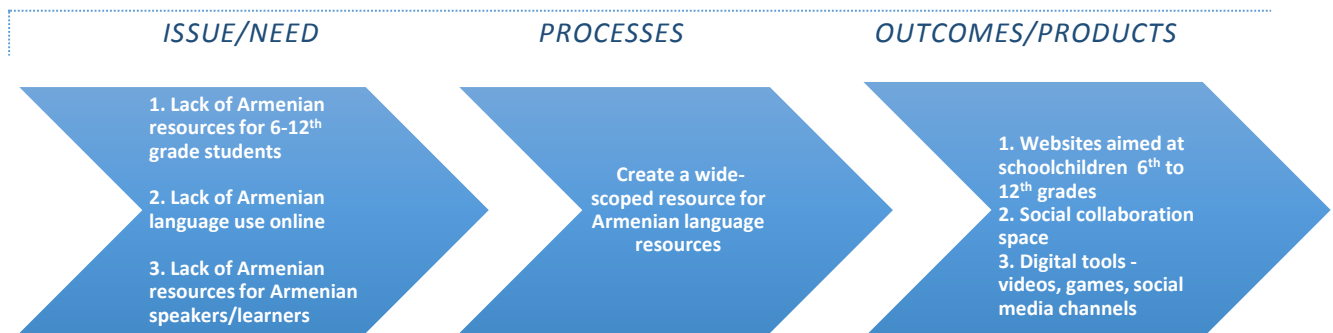 ISSUE/NEED
1. Lack of Armenian
resources for 6-12th
grade students
2. Lack of Armenian
language use online
3. Lack of Armenian
resources for Armenian
speakers/learners
PROCESSES
Create a wide-
scoped resource for
Armenian language
resources
OUTCOMES/PRODUCTS
1. Websites aimed at
schoolchildren 6th to
12th grades
2. Social collaboration
space
3. Digital tools -
videos, games, social
media channels